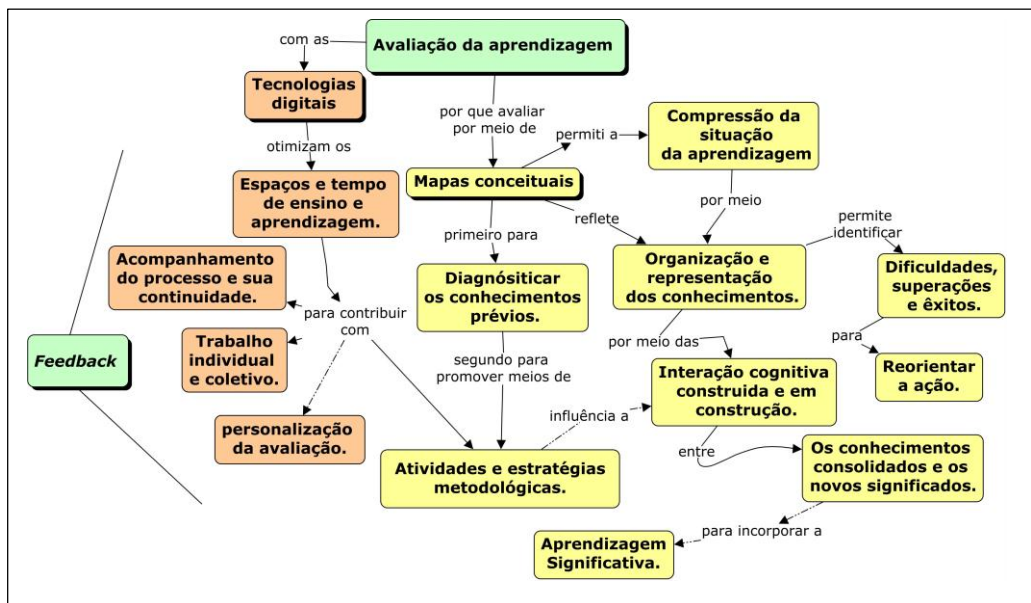 com as
Avaliação da aprendizagem
Tecnologias
digitais
por que avaliar
por meio de
permiti a
Compressão da
situação
da aprendizagem
otimizam os
Mapas conceituais
Espaços e tempo
de ensino e
aprendizagem.
por meio
reflete
primeiro para
permite
identificar
Acompanhamento
do processo e sua
continuidade.
Diagnósiticar
os conhecimentos
prévios.
Organização e
representação
dos conhecimentos.
Dificuldades,
superações
e êxitos.
para contribuir
com
Trabalho
individual
e coletivo.
Feedback
segundo para
promover meios de
por meio das
para
Reorientar
a ação.
Interação cognitiva
construida e em
construção.
personalização
da avaliação.
influência a
Atividades e estratégias
metodológicas.
entre
Os conhecimentos
consolidados e os
novos significados.
para incorporar a
Aprendizagem
Significativa.